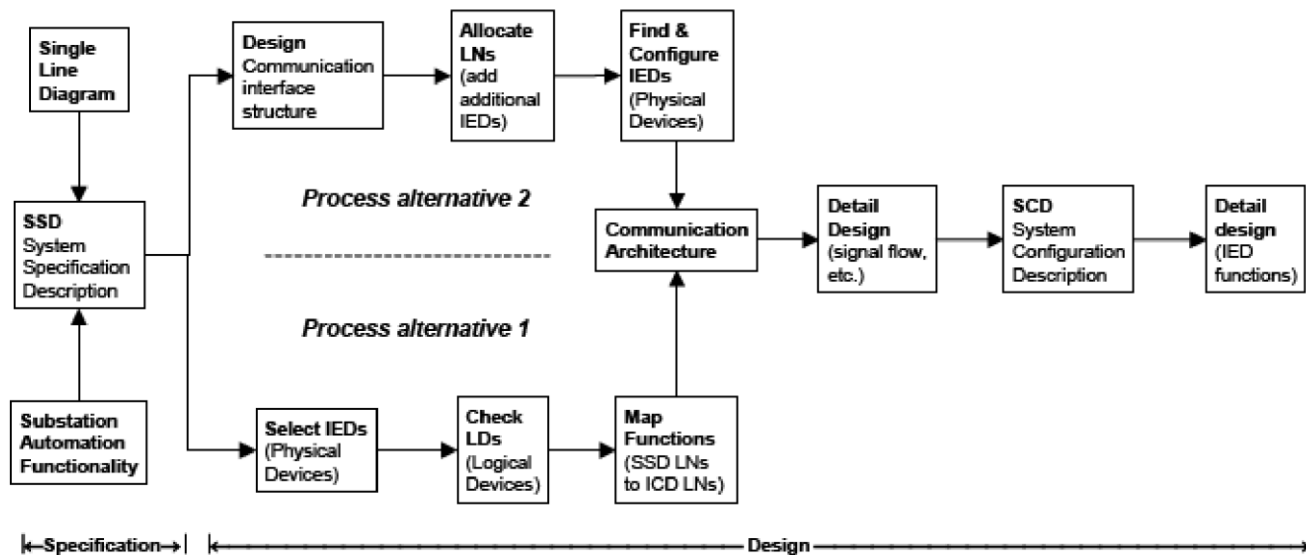 Single
Line
Diagram
Design
Communication
interface
structure
Allocate
LNs
(add
additional
IEDs)
Find &
Configure
IEDs
(Physical
Devices)
Process alternative 2
SSD
System
Specification
Description
Communication
Architecture
Detail
Design
(signal flow,
etc.)
SCD
System
Configuration
Description
Detail
design
(IED
functions)
Process alternative 1
Substation
Automation
Functionality
Select IEDs
(Physical
Devices)
Check
LDs
(Logical
Devices)
Map
Functions
(SSD LNs
to ICD LNs)
Specification
Design